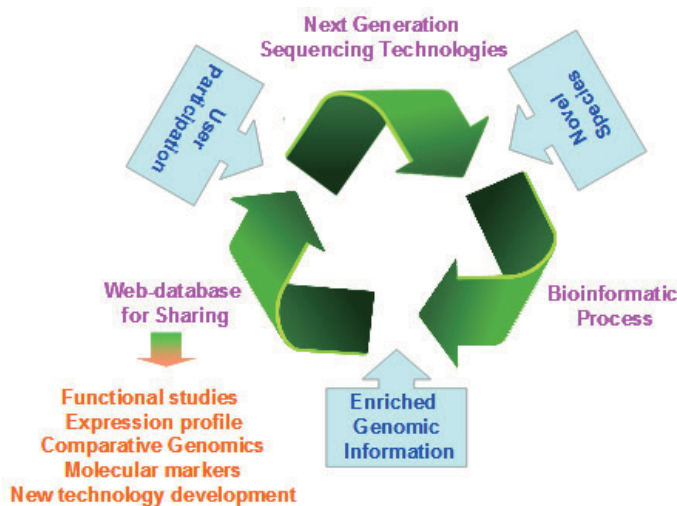 Next Generation
Sequencing Technologies
User
Participation
Novel
Species
Web-database
for Sharing
Bioinformatic
Process
Functional studies
Expression profile
Comparative Genomics
Molecular markers
New technology development
Enriched
Genomic
Information